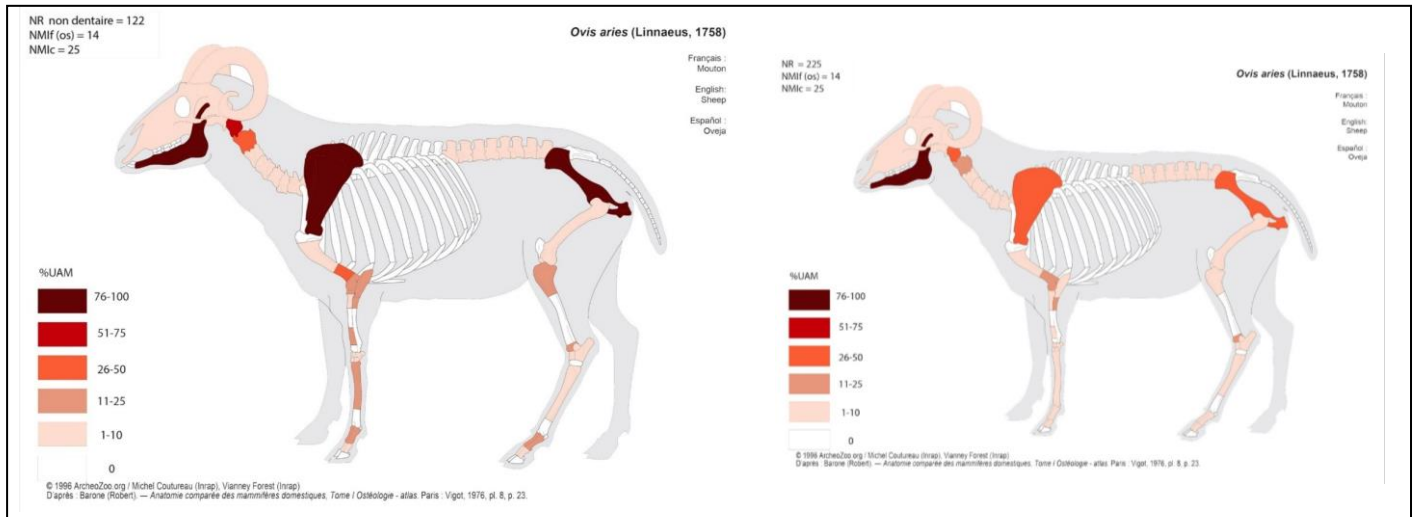 NR non dentaire = 122
NMIf (os) = 14
NMIc = 25
Ovis aries (Linnaeus, 1758)
Français :
Mouton
English:
Sheep
Español :
Oveja
%UAM
76-100
51-75
26-50
11-25
1-10
0
© 1996 ArcheoZoo.org / Michel Coutureau (Inrap), Vianney Forest (Inrap)
D'après : Barone (Robert). — Anatomie comparée des mammifères domestiques, Tome I Ostéologie - atlas. Paris : Vigot, 1976, pl. 8, p. 23.
NR = 225
NMIf (os) = 14
NMIc = 25
Ovis aries (Linnaeus, 1758)
Français :
Mouton
English:
Sheep
Español :
Oveja
%UAM
76-100
51-75
26-50
11-25
1-10
0
© 1996 ArcheoZoo.org / Michel Coutureau (Inrap), Vianney Forest (Inrap)
D'après : Barone (Robert). — Anatomie comparée des mammifères domestiques, Tome I Ostéologie - atlas. Paris : Vigot, 1976, pl. 8, p. 23.